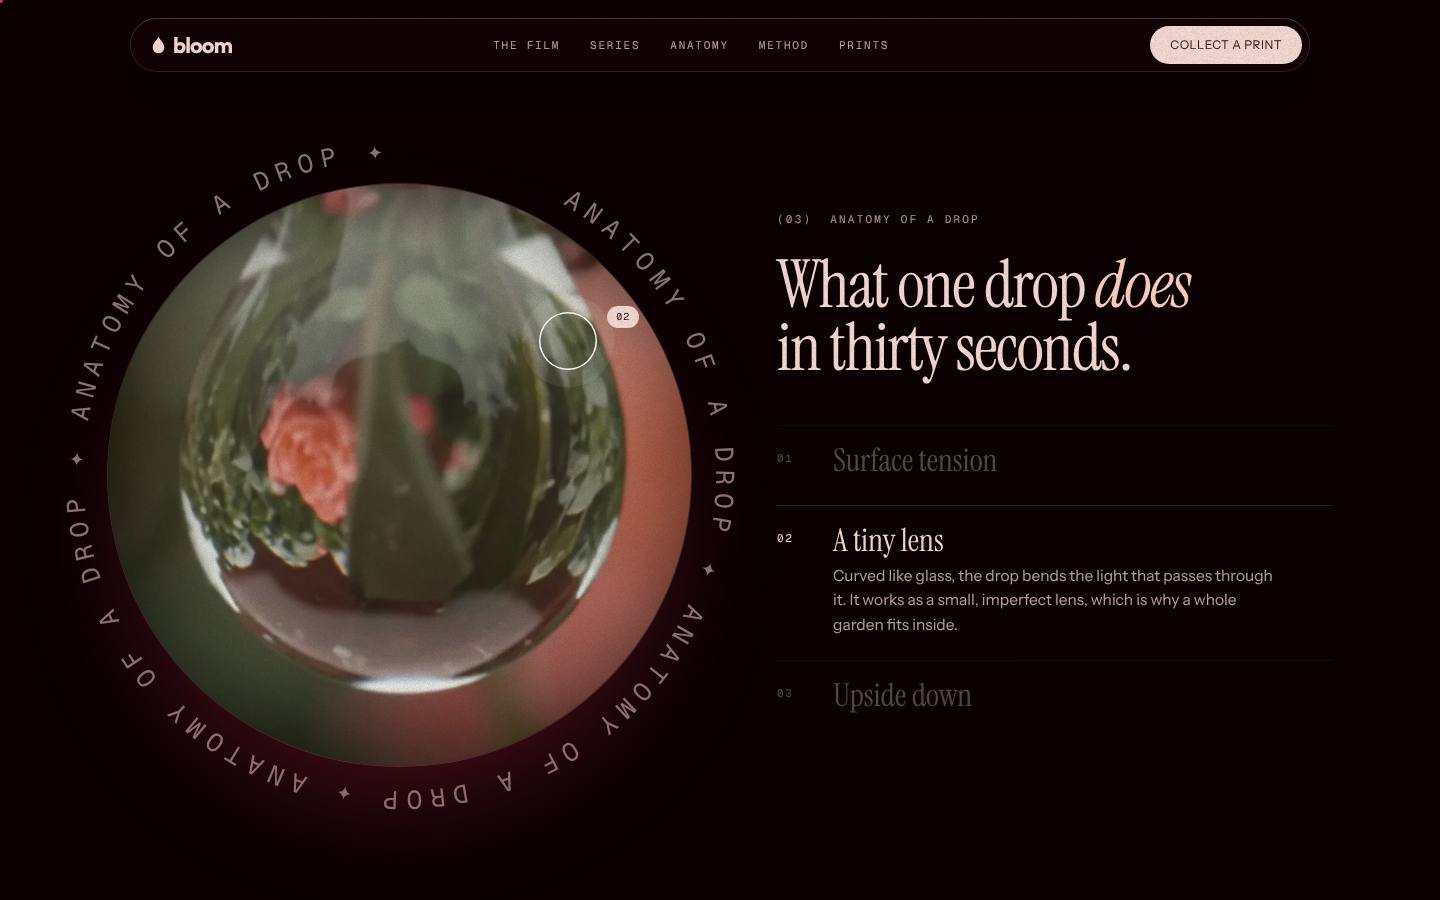 bloom
THE FILM
SERIES
ANATOMY
METHOD
PRINTS
COLLECT A PRINT
ANATOMY OF A DROP ✦ ANATOMY OF A DROP ✦ ANATOMY OF A DROP ✦ ANATOMY OF A DROP ✦
02
(03) ANATOMY OF A DROP
What one drop does
in thirty seconds.
01
Surface tension
02
A tiny lens
Curved like glass, the drop bends the light that passes through
it. It works as a small, imperfect lens, which is why a whole
garden fits inside.
03
Upside down